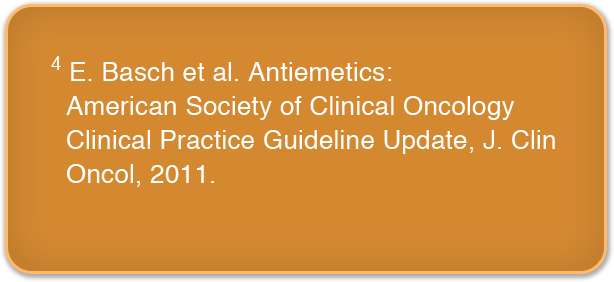 4 E. Basch et al. Antiemetics:
American Society of Clinical Oncology
Clinical Practice Guideline Update, J. Clin
Oncol, 2011.